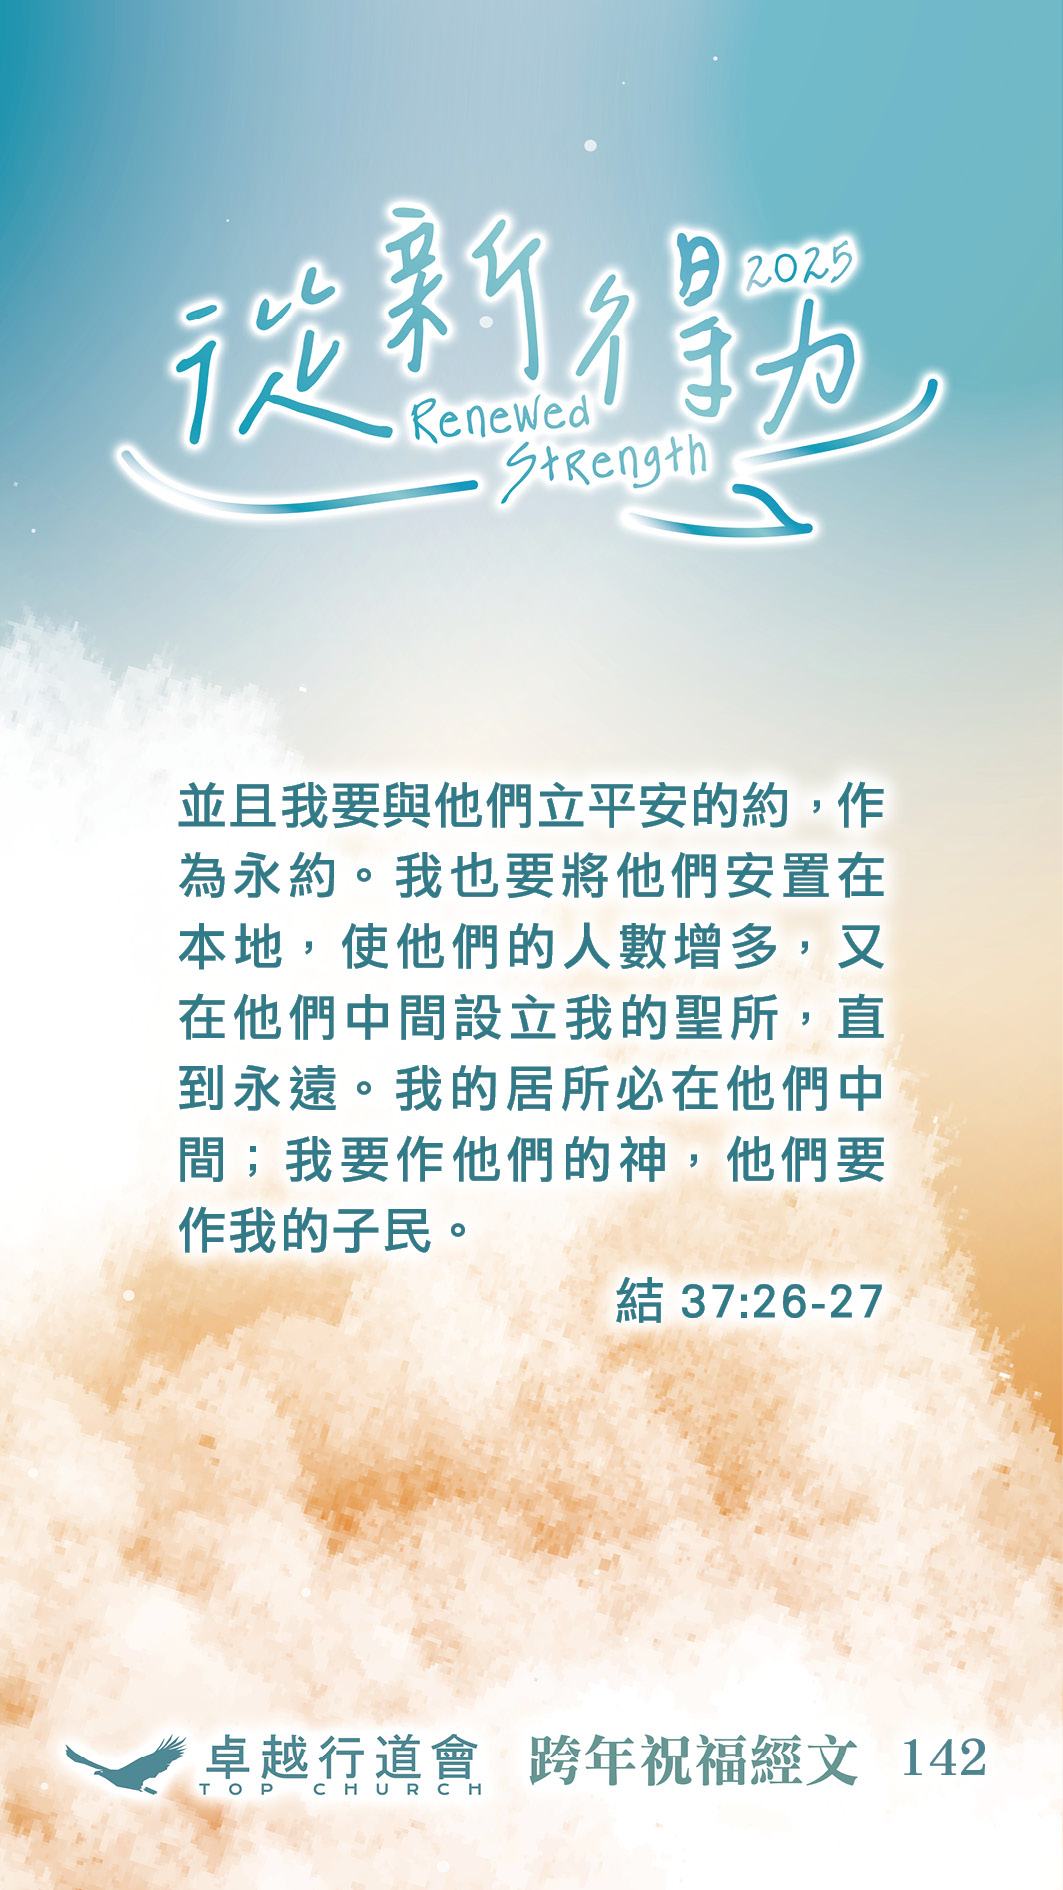 從新得力 2025
Renewed
Strength
並且我要與他們立平安的約，作
為永約。我也要將他們安置在
本地，使他們的人數增多，又
在他們中間設立我的聖所，直
到永遠。我的居所必在他們中
間；我要作他們的神，他們要
作我的子民。
結 37:26-27
卓越行道會
TOP CHURCH
跨年祝福經文 142